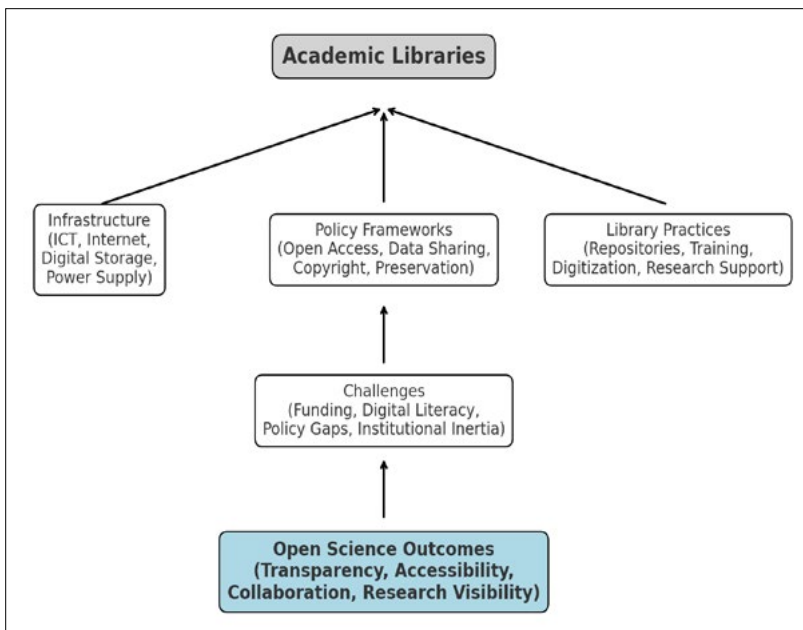 Academic Libraries
Infrastructure
(ICT, Internet,
Digital Storage,
Power Supply)
Policy Frameworks
(Open Access, Data Sharing,
Copyright, Preservation)
Library Practices
(Repositories, Training,
Digitization, Research Support)
Challenges
(Funding, Digital Literacy,
Policy Gaps, Institutional Inertia)
Open Science Outcomes
(Transparency, Accessibility,
Collaboration, Research Visibility)